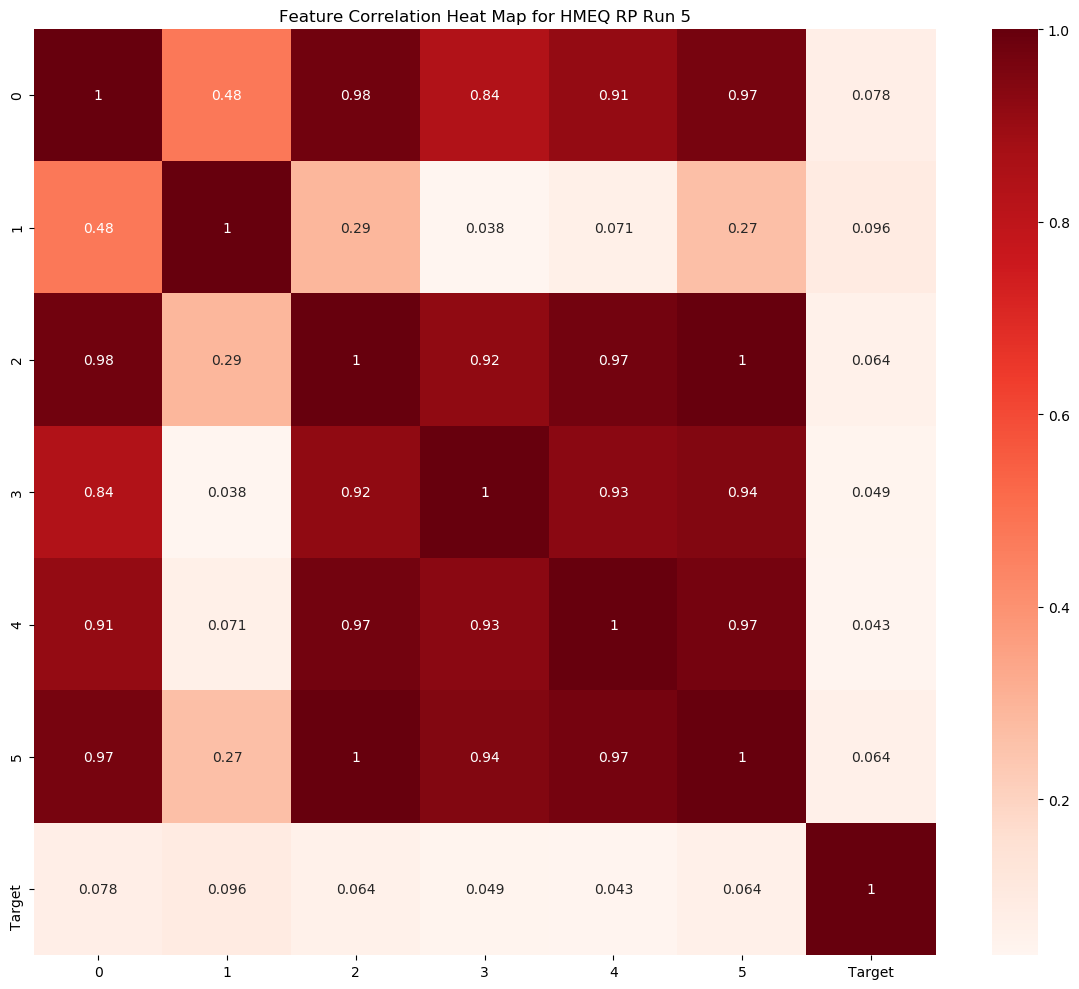 Feature Correlation Heat Map for HMEQ RP Run 5
0 1 0.48 0.98 0.84 0.91 0.97 0.078
1 0.48 1 0.29 0.038 0.071 0.27 0.096
2 0.98 0.29 1 0.92 0.97 1 0.064
3 0.84 0.038 0.92 1 0.93 0.94 0.049
4 0.91 0.071 0.97 0.93 1 0.97 0.043
5 0.97 0.27 1 0.94 0.97 1 0.064
Target 0.078 0.096 0.064 0.049 0.043 0.064 1
0 1 2 3 4 5 Target
1.0
0.8
0.6
0.4
0.2